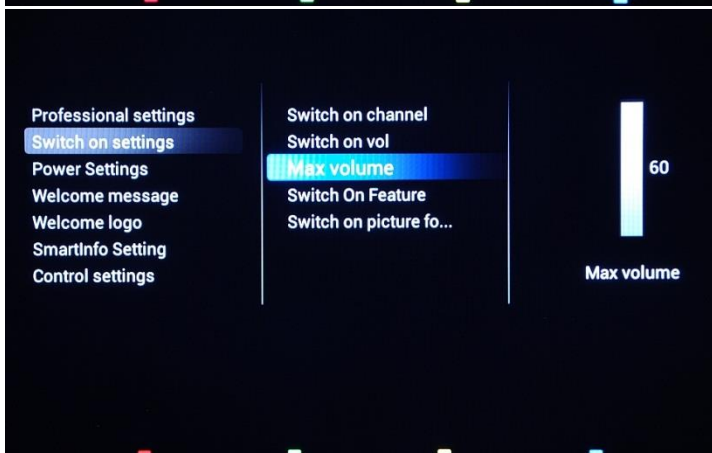 Professional settings
Switch on settings
Power Settings
Welcome message
Welcome logo
SmartInfo Setting
Control settings
Switch on channel
Switch on vol
Max volume
Switch On Feature
Switch on picture fo...
60
Max volume